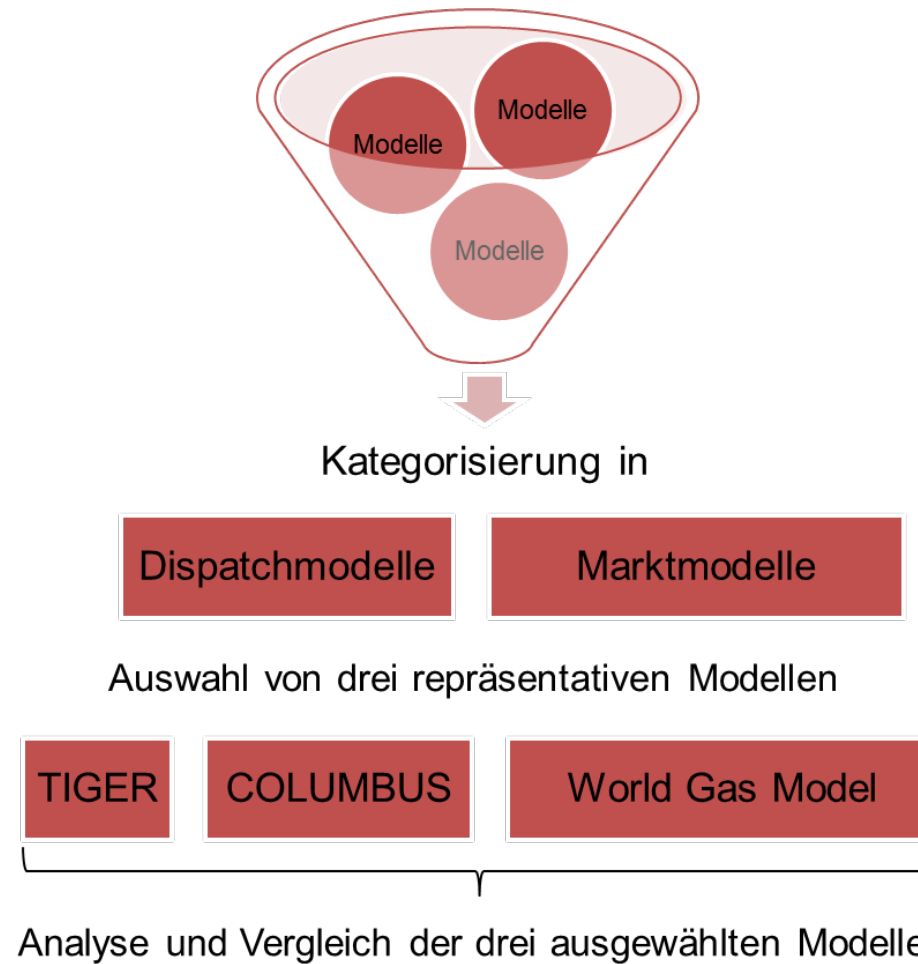 Modelle
Modelle
Modelle
Kategorisierung in
Dispatchmodelle
Marktmodelle
Auswahl von drei repräsentativen Modellen
TIGER
COLUMBUS
World Gas Model
Analyse und Vergleich der drei ausgewählten Modelle